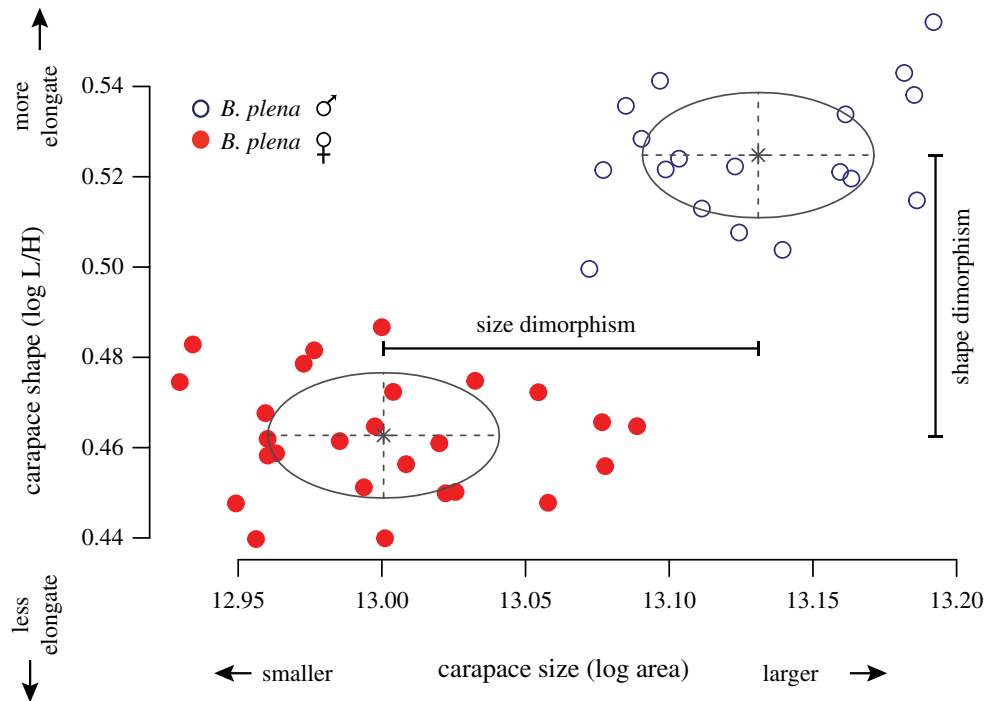 more
elongate
0.54
0.52
0.50
0.48
0.46
0.44
carapace shape (log L/H)
less
elongate
B. plena ♂
B. plena ♀
size dimorphism
shape dimorphism
12.95 13.00 13.05 13.10 13.15 13.20
smaller carapace size (log area) larger